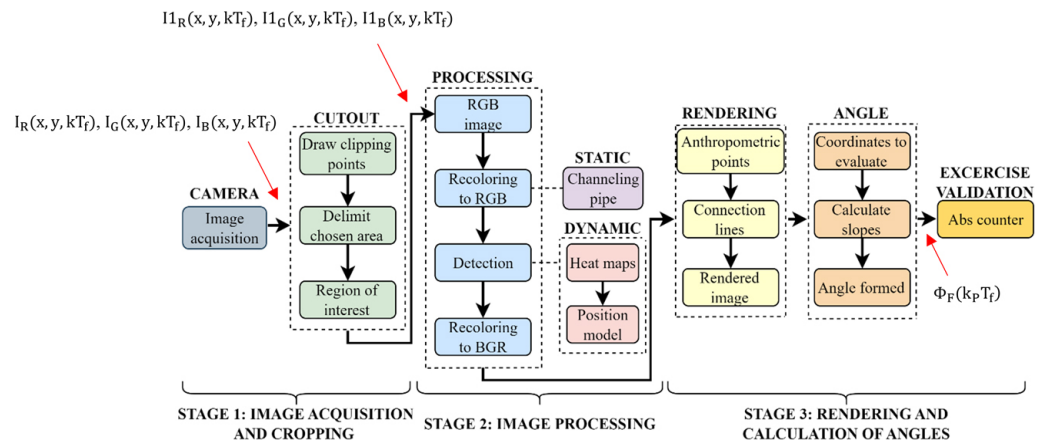 I1R(x, y, kTf), I1G(x, y, kTf), I1B(x, y, kTf)
IR(x, y, kTf), IG(x, y, kTf), IB(x, y, kTf)
CAMERA
Image
acquisition
CUTOUT
Draw clipping
points
Delimit
chosen area
Region of
interest
PROCESSING
RGB
image
Recoloring
to RGB
Detection
Recoloring
to BGR
STATIC
Channeling
pipe
DYNAMIC
Heat maps
Position
model
RENDERING
Anthropometric
points
Connection
lines
Rendered
image
ANGLE
Coordinates to
evaluate
Calculate
slopes
Angle formed
EXCERCISE
VALIDATION
Abs counter
ΦF(kPTf)
STAGE 1: IMAGE ACQUISITION
AND CROPPING
STAGE 2: IMAGE PROCESSING
STAGE 3: RENDERING AND
CALCULATION OF ANGLES